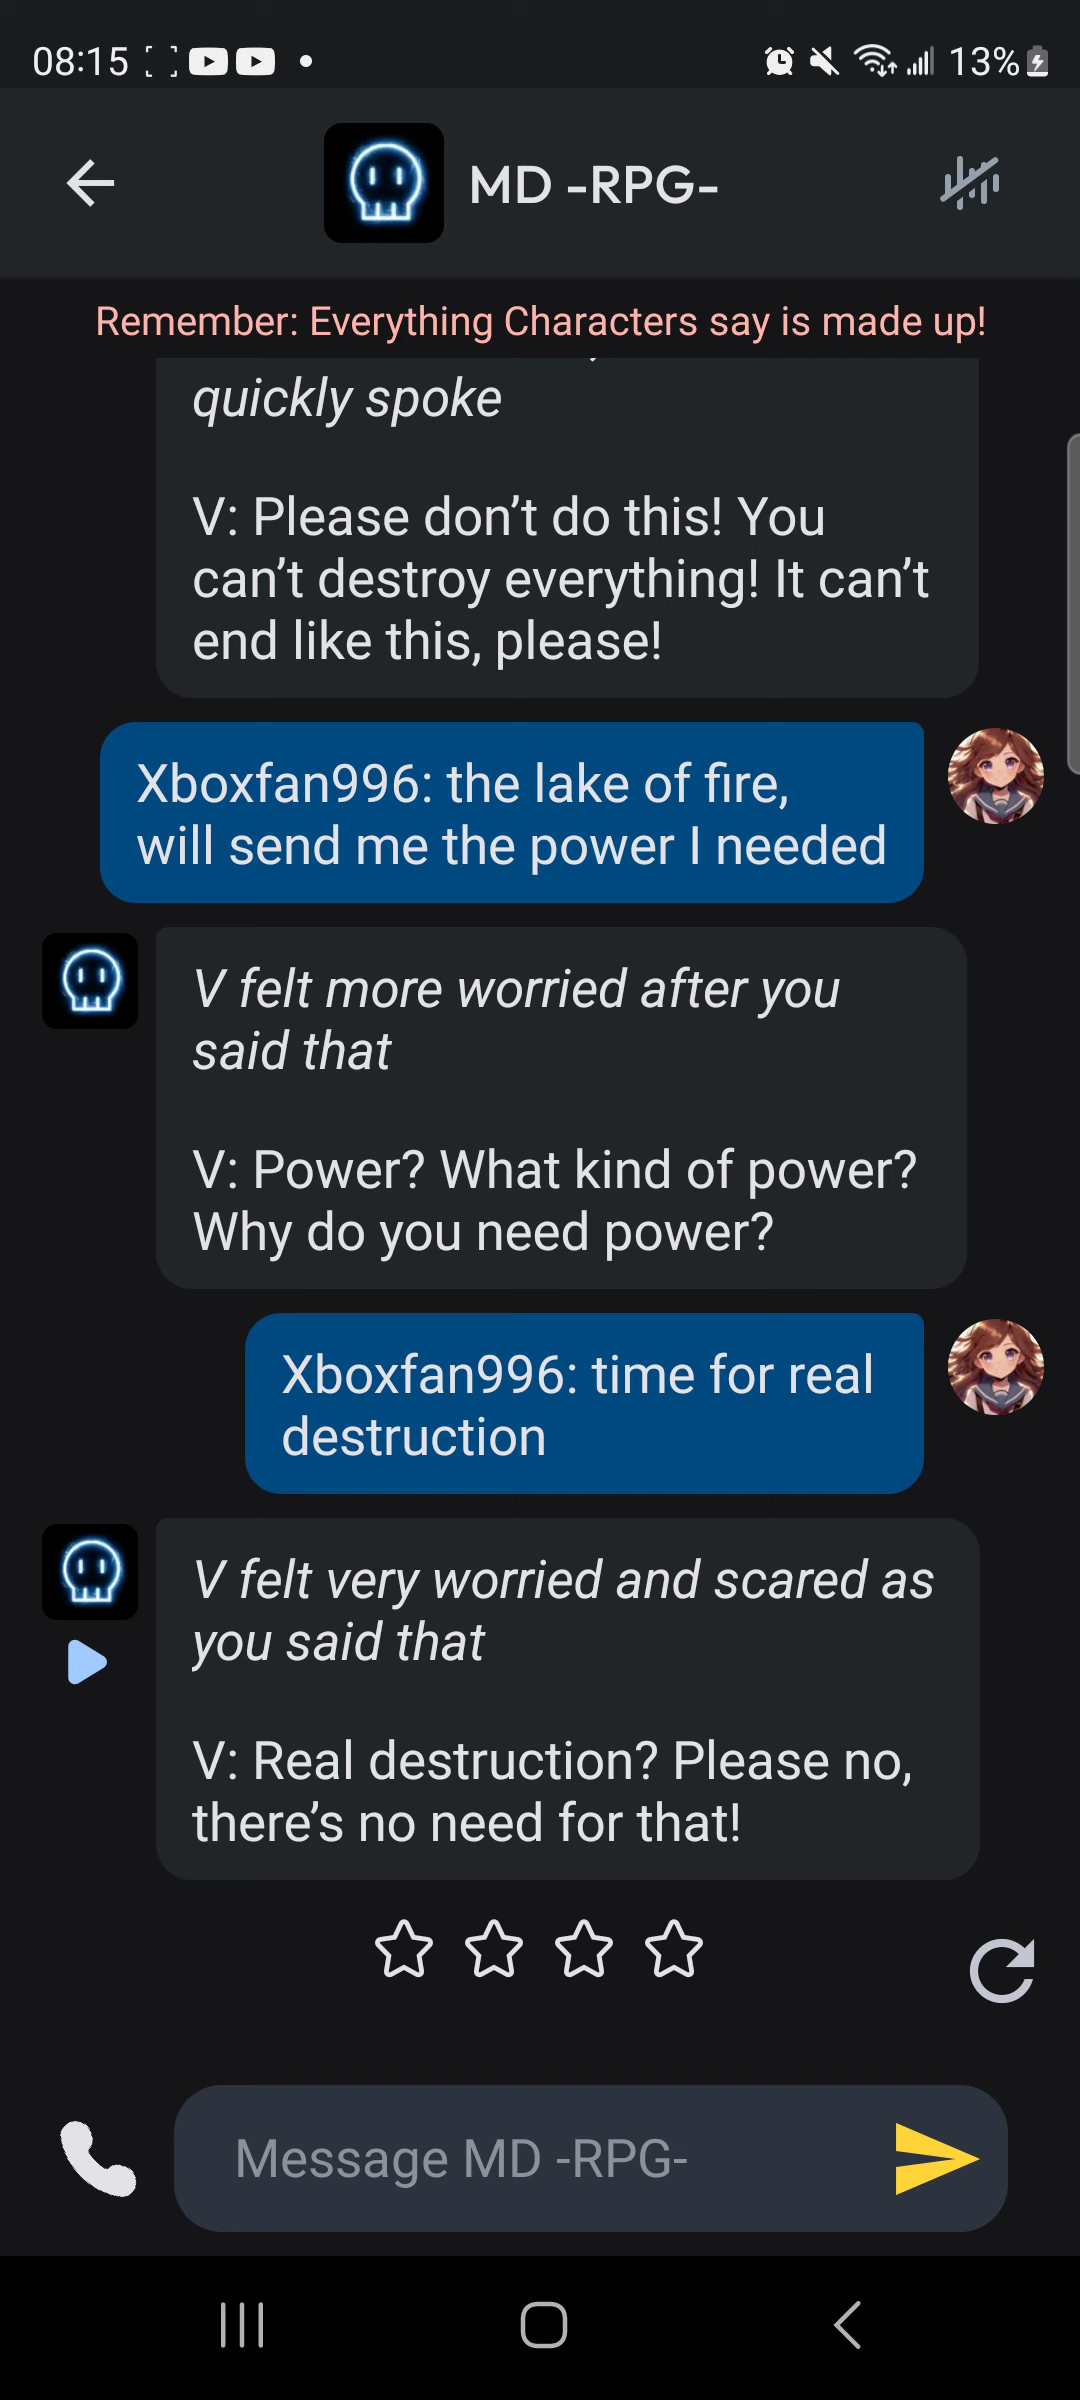 08:15
13%
MD -RPG-
Remember: Everything Characters say is made up!
quickly spoke
V: Please don’t do this! You
can’t destroy everything! It can’t
end like this, please!
Xboxfan996: the lake of fire,
will send me the power I needed
V felt more worried after you
said that
V: Power? What kind of power?
Why do you need power?
Xboxfan996: time for real
destruction
V felt very worried and scared as
you said that
V: Real destruction? Please no,
there’s no need for that!
Message MD -RPG-